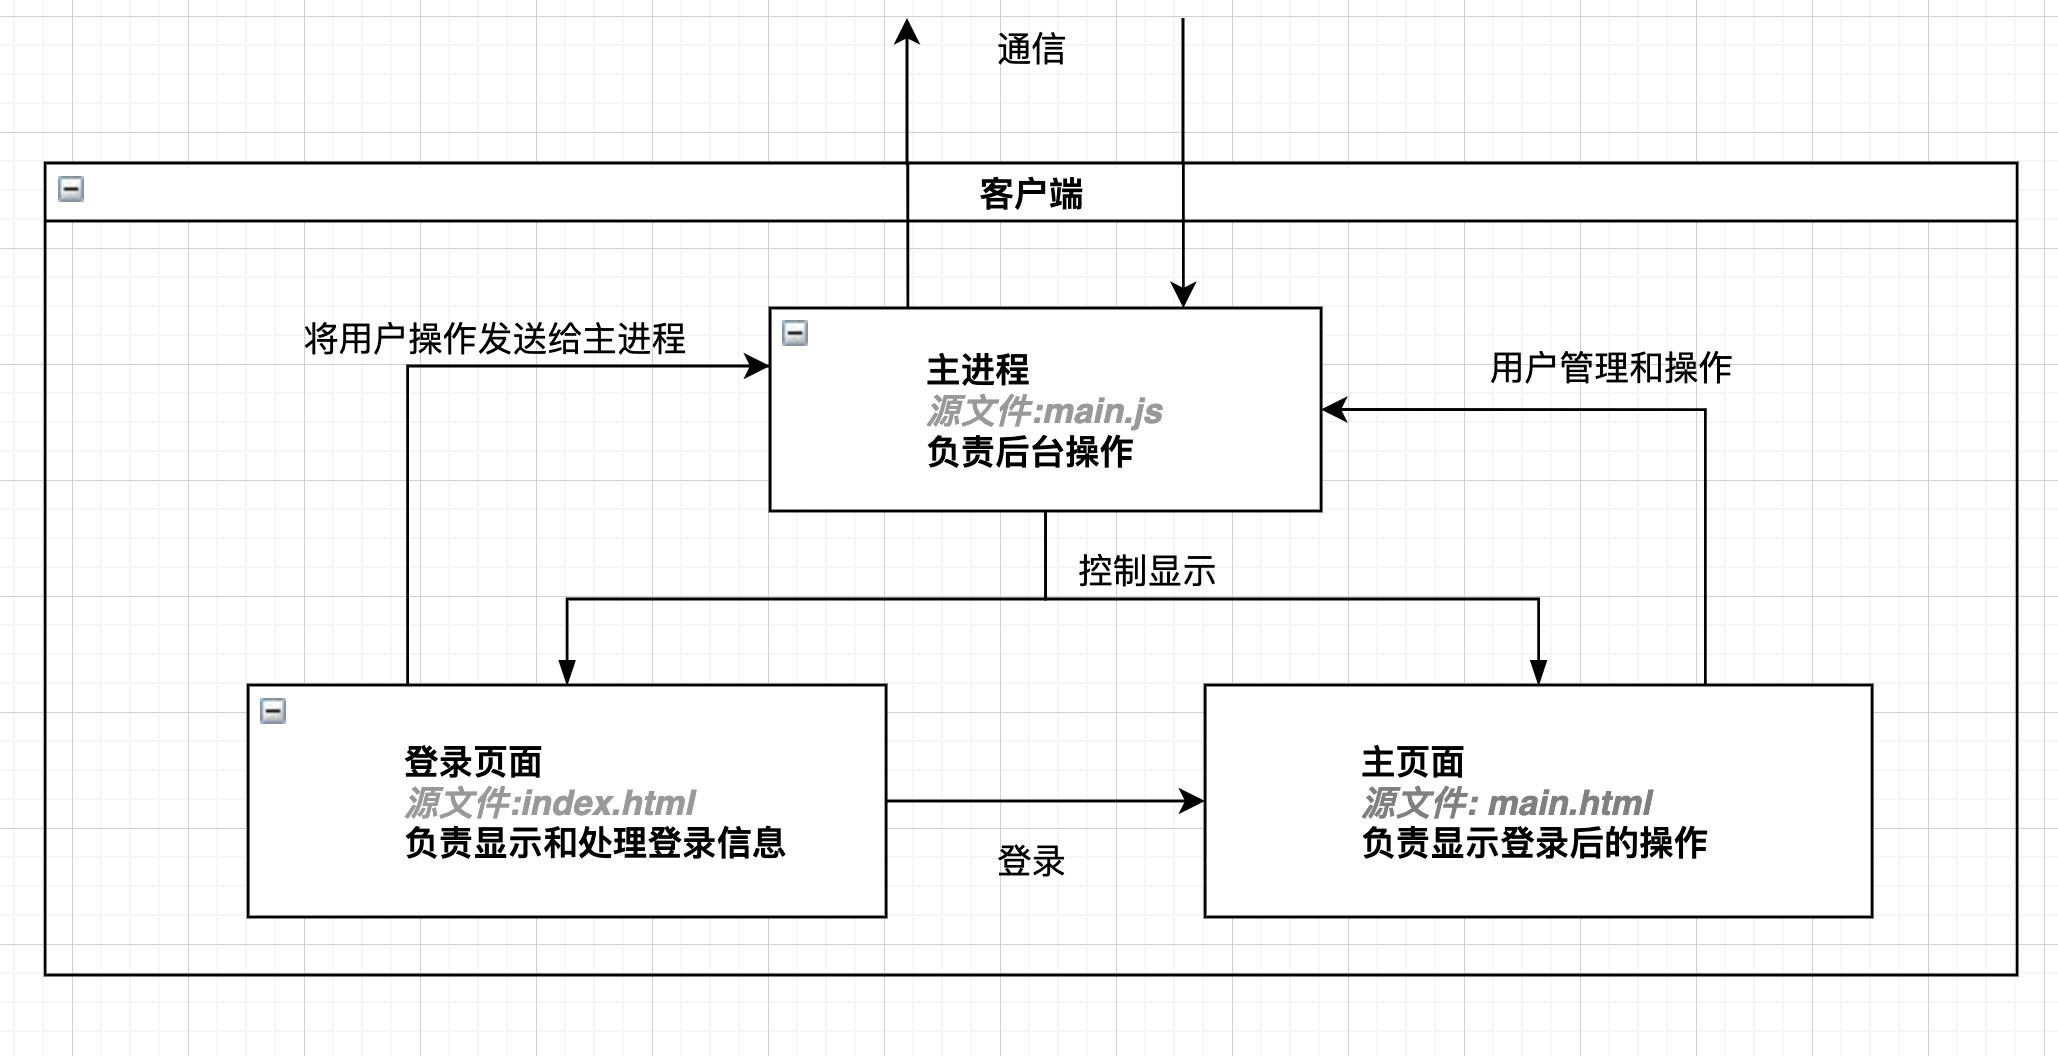 通信
客户端
将用户操作发送给主进程
主进程
源文件:main.js
负责后台操作
用户管理和操作
控制显示
登录页面
源文件:index.html
负责显示和处理登录信息
登录
主页面
源文件: main.html
负责显示登录后的操作